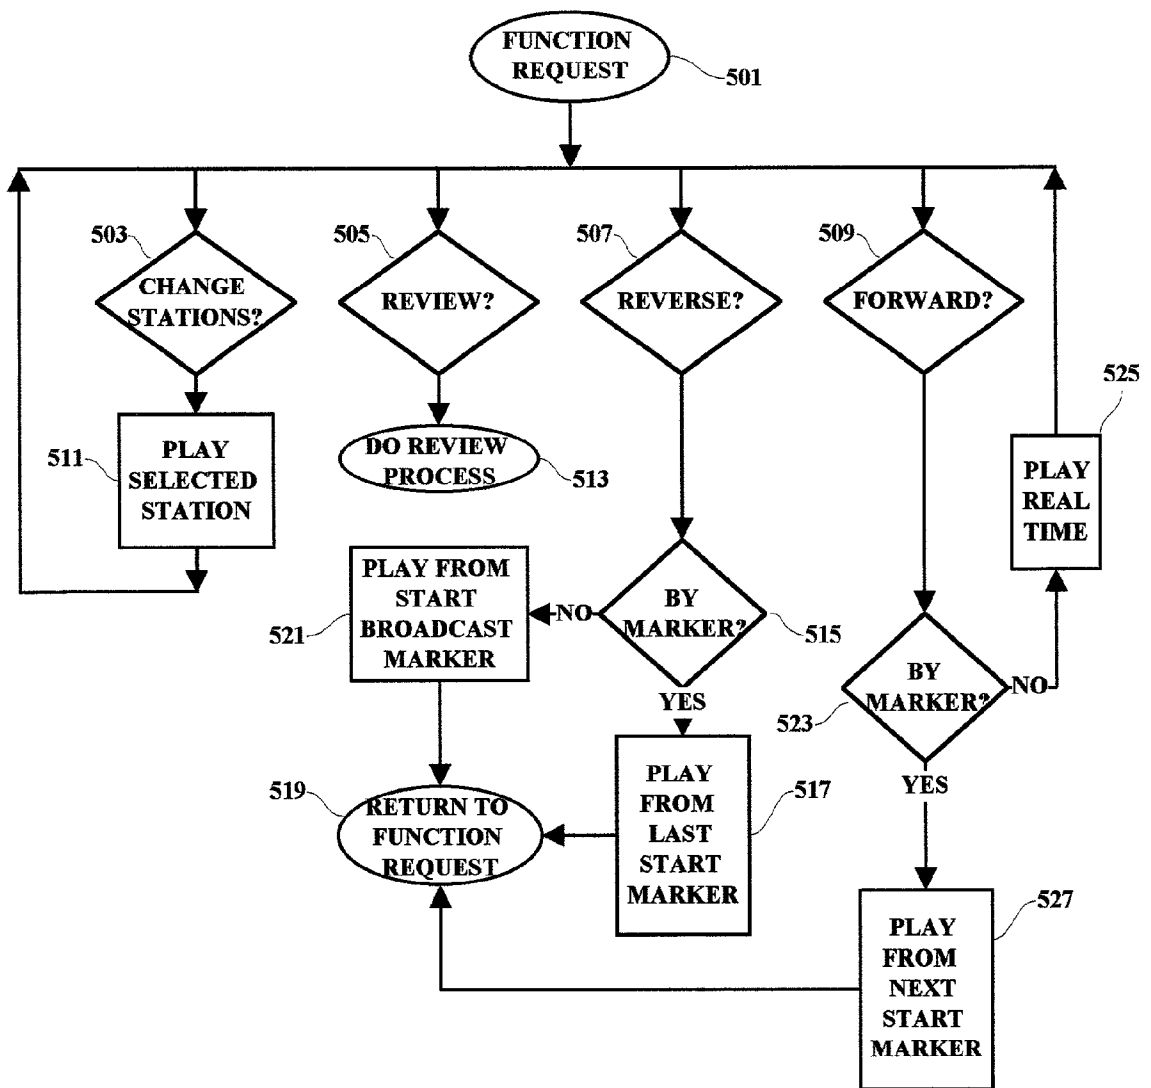 FUNCTION
REQUEST
501
503
505
507
509
CHANGE
STATIONS?
REVIEW?
REVERSE?
FORWARD?
525
511
PLAY
SELECTED
STATION
DO REVIEW
PROCESS
513
PLAY
REAL
TIME
521
PLAY FROM
START
BROADCAST
MARKER
NO
BY
MARKER?
515
YES
523
BY
MARKER?
NO
YES
519
RETURN TO
FUNCTION
REQUEST
PLAY
FROM
LAST
START
MARKER
517
527
PLAY
FROM
NEXT
START
MARKER